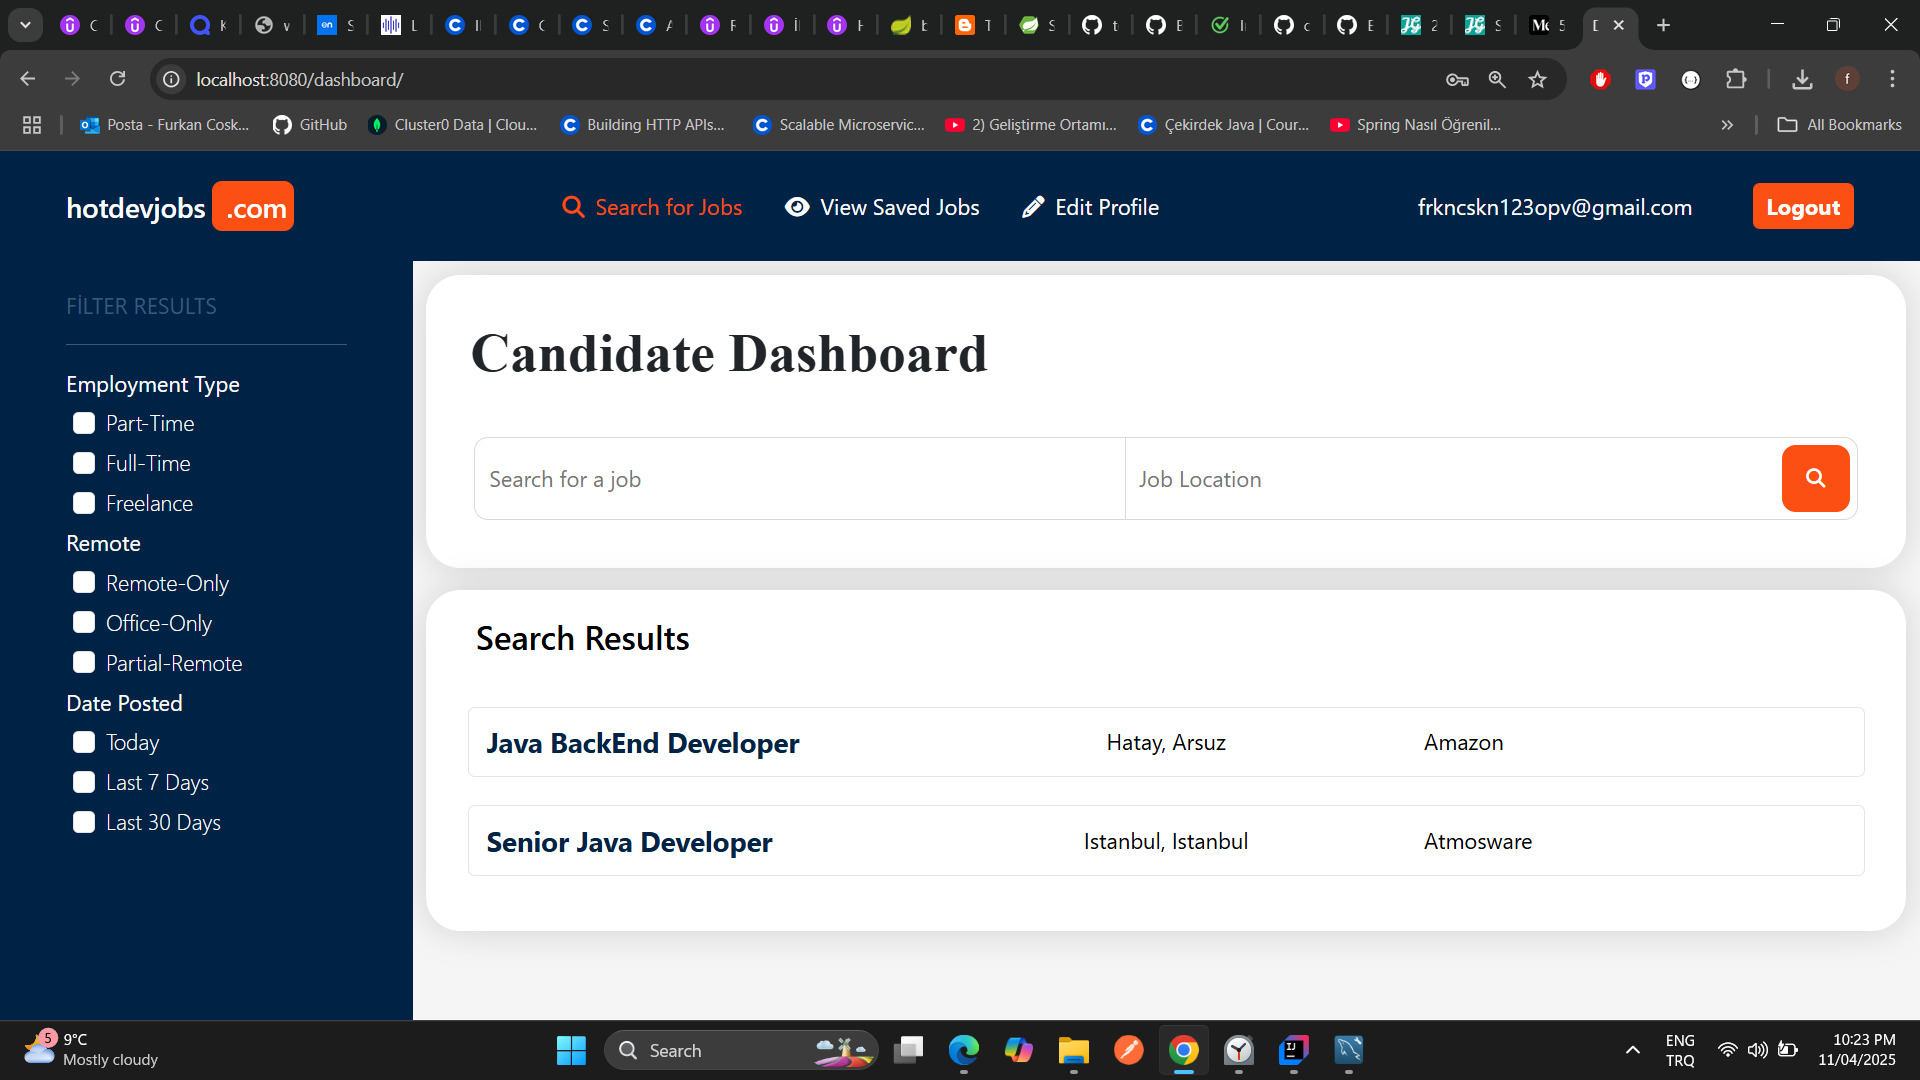 localhost:8080/dashboard/
Posta - Furkan Cosk...
GitHub
Cluster0 Data | Clou...
Building HTTP APIs...
Scalable Microservic...
2) Geliştirme Ortamı...
Çekirdek Java | Cour...
Spring Nasıl Öğrenil...
All Bookmarks
hotdevjobs .com
Search for Jobs
View Saved Jobs
Edit Profile
frkncskn123opv@gmail.com
Logout
FİLTER RESULTS
Employment Type
Part-Time
Full-Time
Freelance
Remote
Remote-Only
Office-Only
Partial-Remote
Date Posted
Today
Last 7 Days
Last 30 Days
Candidate Dashboard
Search for a job
Job Location
Search Results
Java BackEnd Developer Hatay, Arsuz Amazon
Senior Java Developer Istanbul, Istanbul Atmosware
5
9°C
Mostly cloudy
Search
ENG
TRQ
10:23 PM
11/04/2025